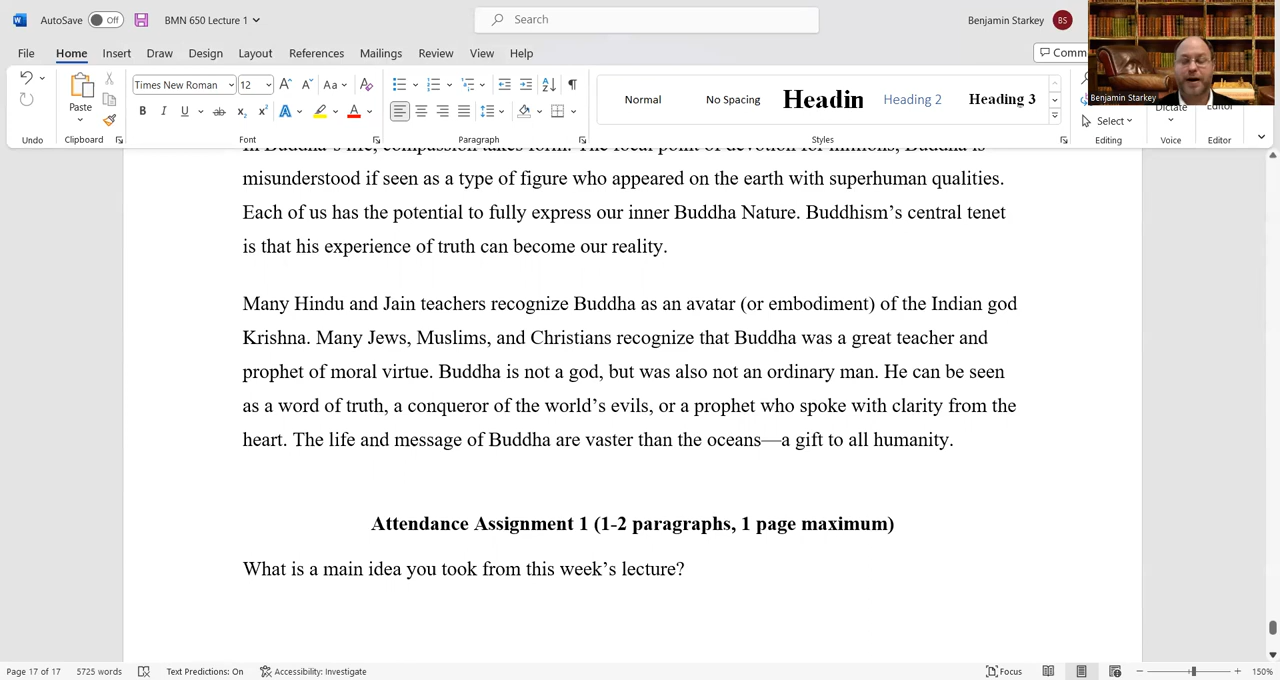 AutoSave Off BMN 650 Lecture 1 Search Benjamin Starkey BS
File Home Insert Draw Design Layout References Mailings Review View Help Comm
Paste Times New Roman 12 Aa Normal No Spacing Headin Heading 2 Heading 3 Dictate Editor
B I U ab x₂ x² A A Select
Undo Clipboard Font Paragraph Styles Editing Voice Editor
Benjamin Starkey
In Buddha's life, compassion takes form. The focal point of devotion for millions, Buddha is
misunderstood if seen as a type of figure who appeared on the earth with superhuman qualities.
Each of us has the potential to fully express our inner Buddha Nature. Buddhism's central tenet
is that his experience of truth can become our reality.
Many Hindu and Jain teachers recognize Buddha as an avatar (or embodiment) of the Indian god
Krishna. Many Jews, Muslims, and Christians recognize that Buddha was a great teacher and
prophet of moral virtue. Buddha is not a god, but was also not an ordinary man. He can be seen
as a word of truth, a conqueror of the world's evils, or a prophet who spoke with clarity from the
heart. The life and message of Buddha are vaster than the oceans—a gift to all humanity.
Attendance Assignment 1 (1-2 paragraphs, 1 page maximum)
What is a main idea you took from this week's lecture?
Page 17 of 17 5725 words Text Predictions: On Accessibility: Investigate Focus 150%